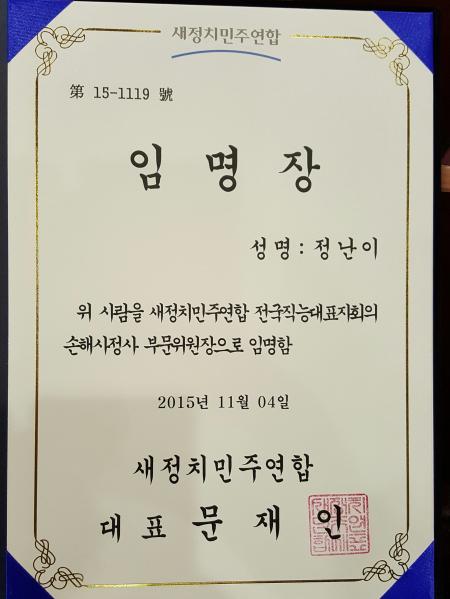 새정치민주연합
第 15-1119 號
임 명 장
성명 : 정난이
위 사람을 새정치민주연합 전국직능대표자회의
손해사정사 부문위원장으로 임명함
2015년 11월 04일
새정치민주연합
대 표 문 재 인